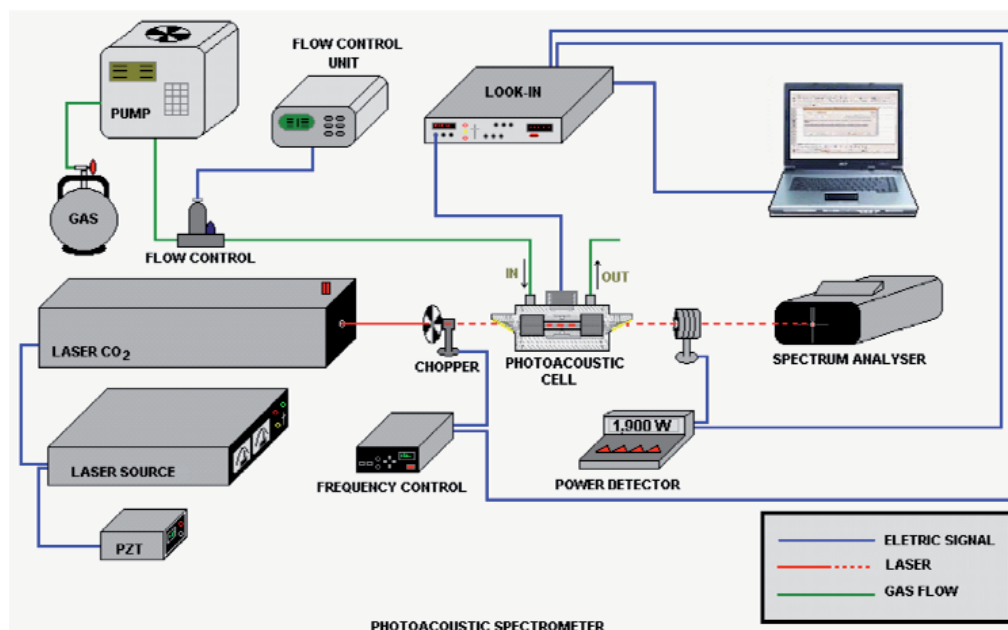 FLOW CONTROL
UNIT
LOOK-IN
PUMP
GAS
FLOW CONTROL
IN
OUT
LASER CO2
CHOPPER
PHOTOACOUSTIC
CELL
SPECTRUM ANALYSER
1,900 W
LASER SOURCE
FREQUENCY CONTROL
POWER DETECTOR
PZT
ELETRIC SIGNAL
LASER
GAS FLOW
PHOTOACOUSTIC SPECTROMETER